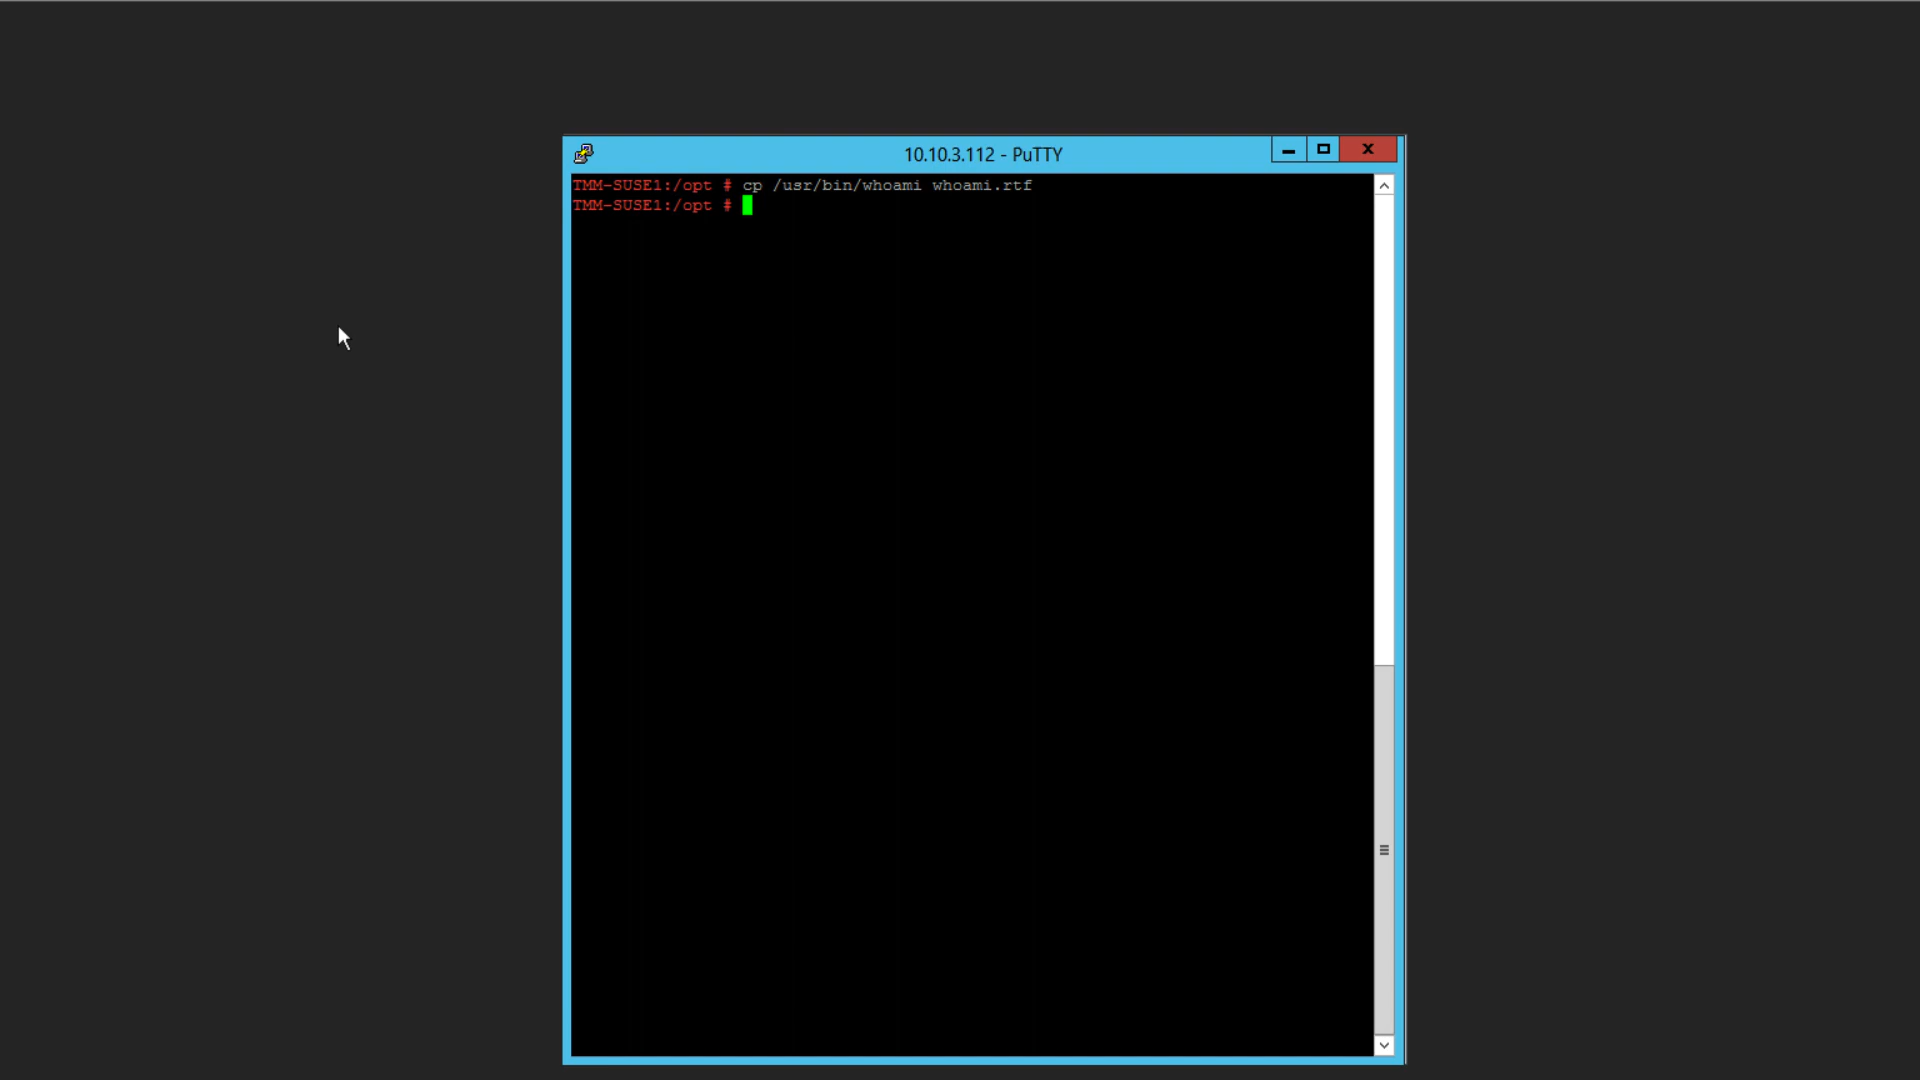 10.10.3.112 - PuTTY
TMM-SUSE1:/opt # cp /usr/bin/whoami whoami.rtf
TMM-SUSE1:/opt #